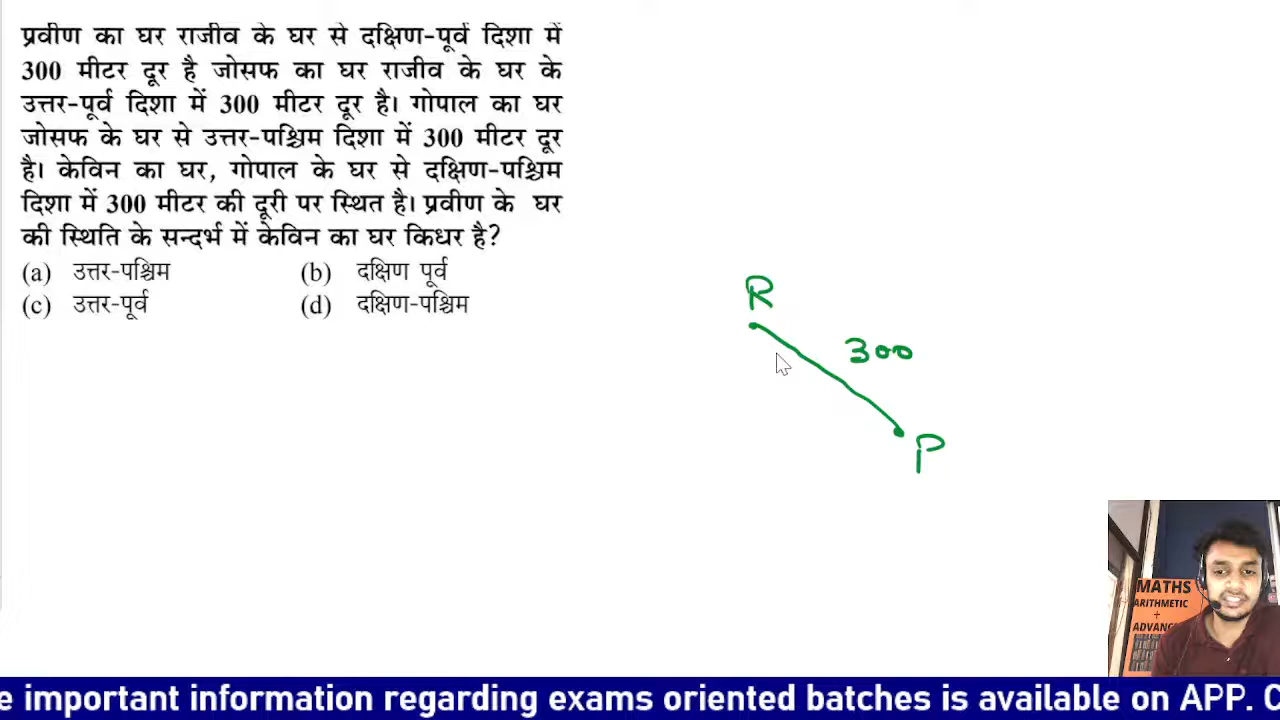 प्रवीण का घर राजीव के घर से दक्षिण-पूर्व दिशा में
300 मीटर दूर है जोसफ का घर राजीव के घर के
उत्तर-पूर्व दिशा में 300 मीटर दूर है। गोपाल का घर
जोसफ के घर से उत्तर-पश्चिम दिशा में 300 मीटर दूर
है। केविन का घर, गोपाल के घर से दक्षिण-पश्चिम
दिशा में 300 मीटर की दूरी पर स्थित है। प्रवीण के घर
की स्थिति के सन्दर्भ में केविन का घर किधर है?
(a) उत्तर-पश्चिम (b) दक्षिण पूर्व
(c) उत्तर-पूर्व (d) दक्षिण-पश्चिम
R
300
P
MATHS
ARITHMETIC
+
e important information regarding exams oriented batches is available on APP. C